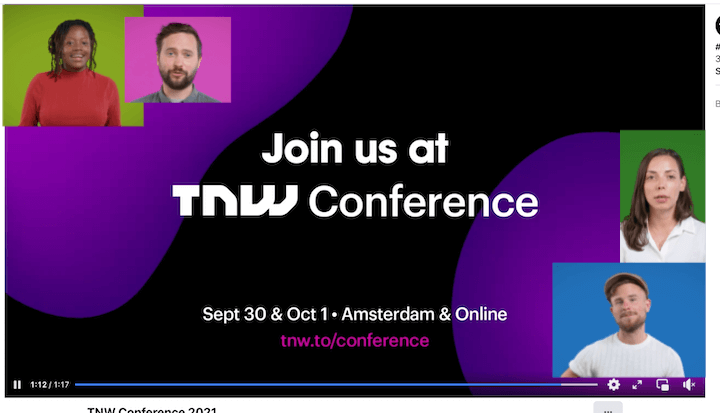 Join us at
TNW Conference
Sept 30 & Oct 1 • Amsterdam & Online
tnw.to/conference
1:12 / 1:17
TNW Conference 2021